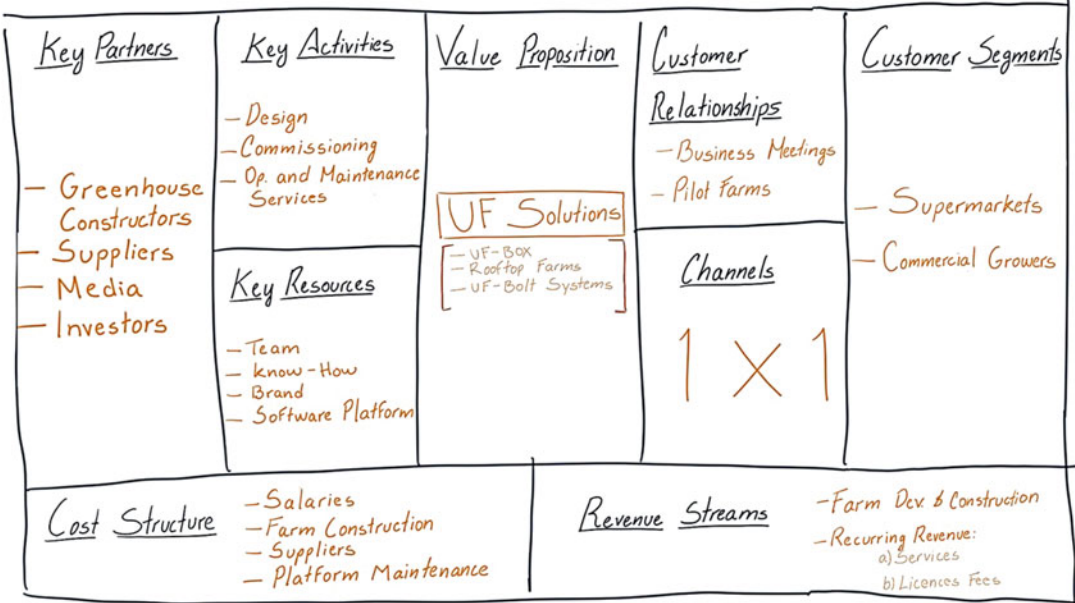 Key Partners
— Greenhouse
Constructors
— Suppliers
— Media
— Investors
Key Activities
— Design
— Commissioning
— Op. and Maintenance
Services
Key Resources
— Team
— Know-How
— Brand
— Software Platform
Value Proposition
UF Solutions
— UF-Box
— Rooftop Farms
— UF-Bolt Systems
Customer
Relationships
— Business Meetings
— Pilot Farms
Channels
1 X 1
Customer Segments
— Supermarkets
— Commercial Growers
Cost Structure
— Salaries
— Farm Construction
— Suppliers
— Platform Maintenance
Revenue Streams
— Farm Dev. & Construction
— Recurring Revenue:
a) Services
b) Licences Fees